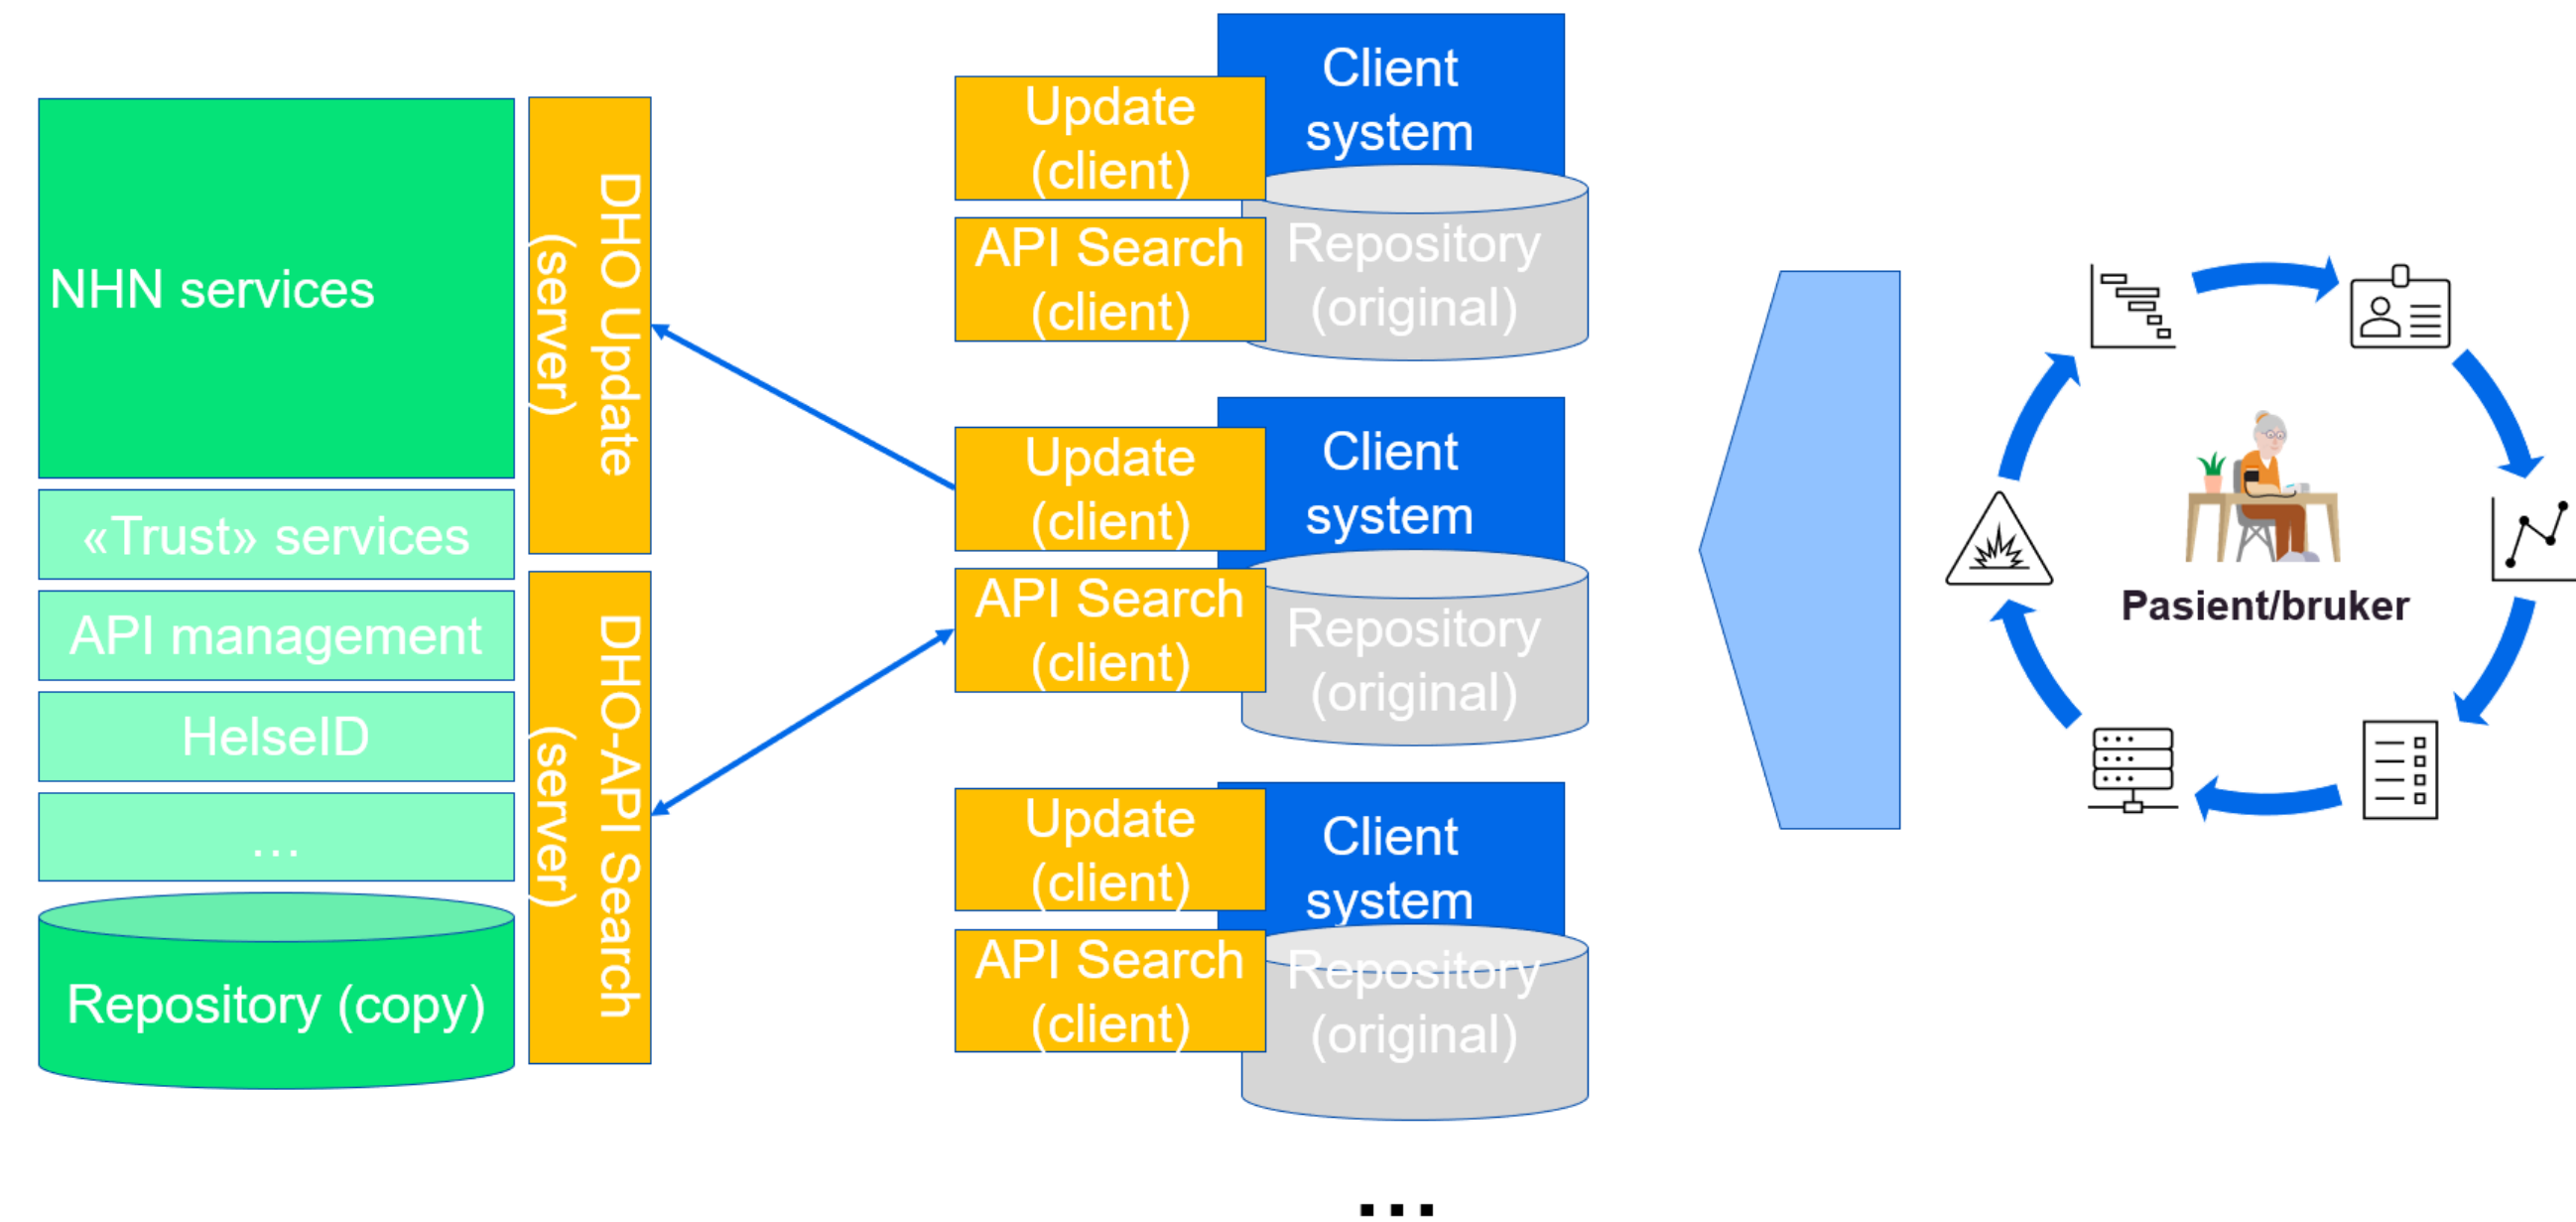 NHN services
«Trust» services
API management
HelseID
...
Repository (copy)
DHO Update
(server)
DHO-API Search
(server)
Update
(client)
API Search
(client)
Client
system
Repository
(original)
Update
(client)
API Search
(client)
Client
system
Repository
(original)
Update
(client)
API Search
(client)
Client
system
Repository
(original)
...
Pasient/bruker